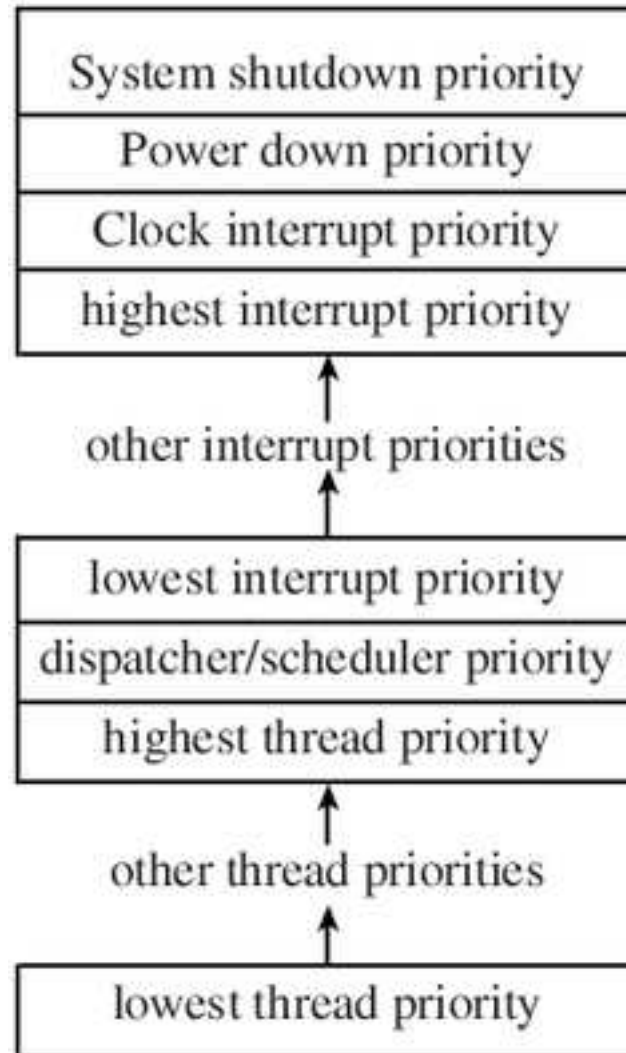 System shutdown priority
Power down priority
Clock interrupt priority
highest interrupt priority
other interrupt priorities
lowest interrupt priority
dispatcher/scheduler priority
highest thread priority
other thread priorities
lowest thread priority